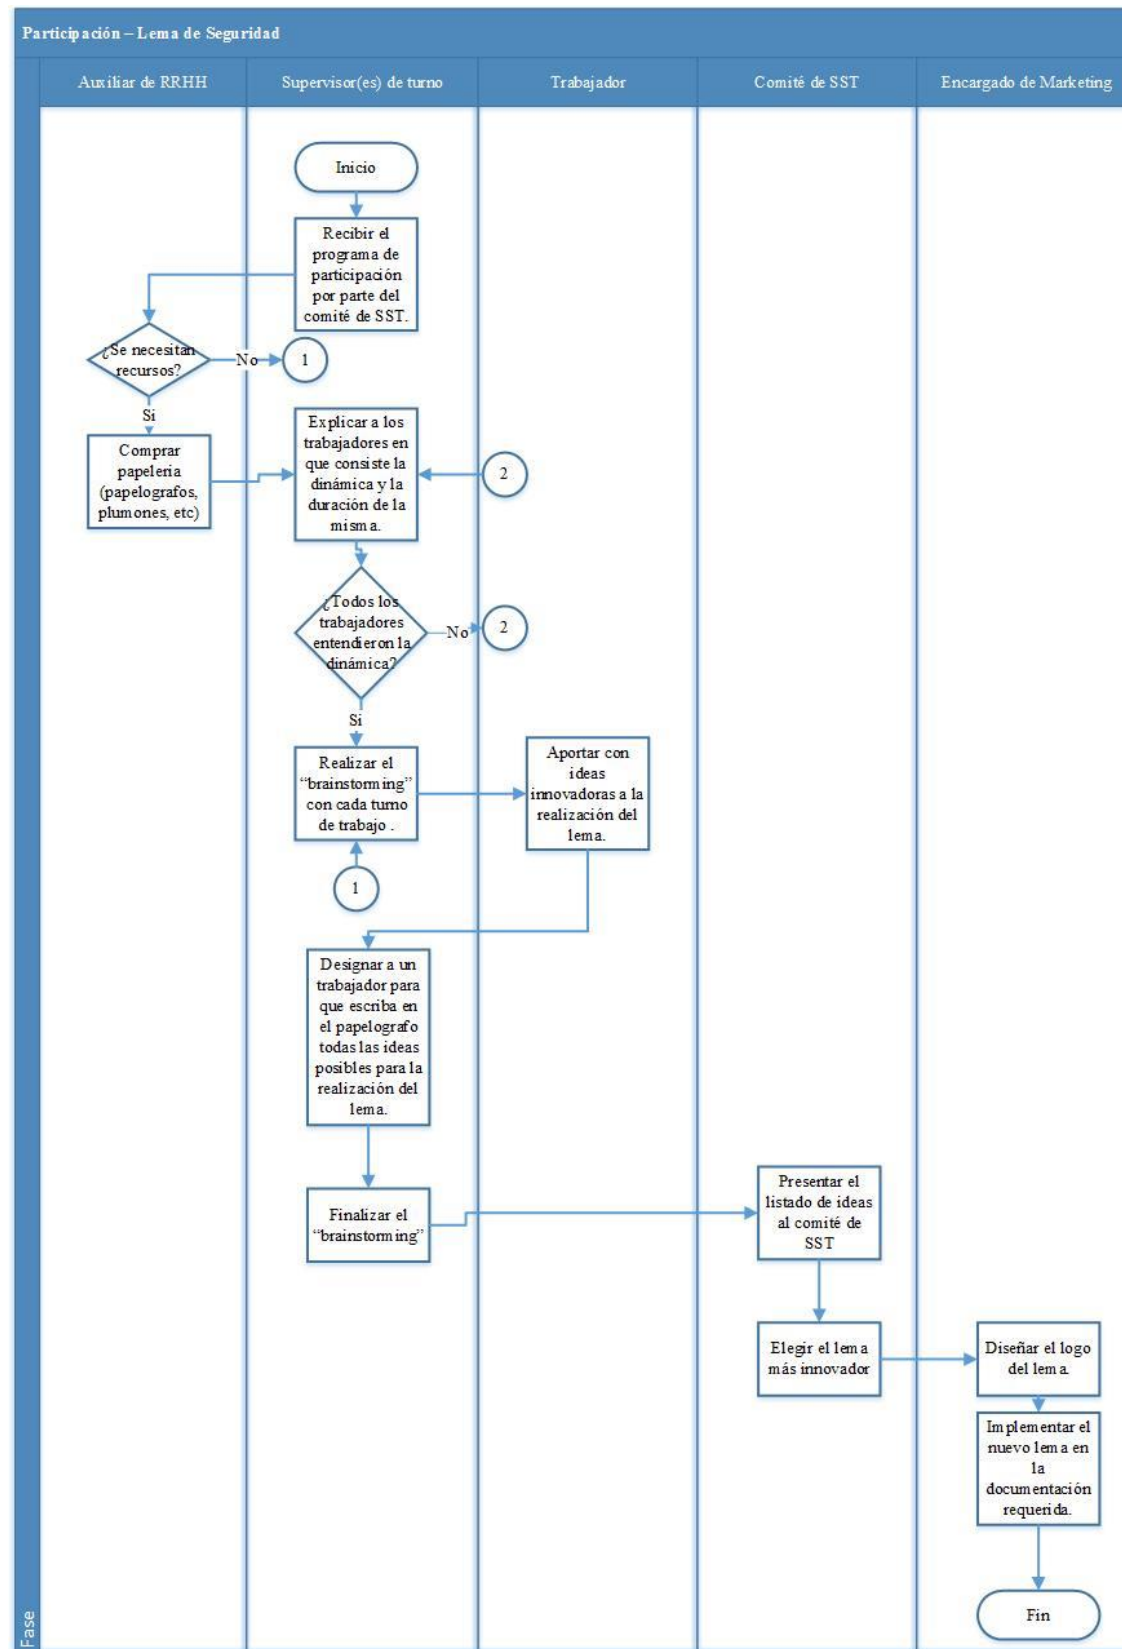 Participación – Lema de Seguridad
Auxiliar de RRHH
Supervisor(es) de turno
Trabajador
Comité de SST
Encargado de Marketing
Inicio
Recibir el
programa de
participación
por parte del
comité de SST.
¿Se necesitan
recursos?
No
1
Si
Comprar
papeleria
(papelografos,
plumones, etc)
Explicar a los
trabajadores en
que consiste la
dinámica y la
duración de la
misma.
2
¿Todos los
trabajadores
entendieron la
dinámica?
No
2
Si
Realizar el
“brainstorming”
con cada turno
de trabajo .
Aportar con
ideas
innovadoras a la
realización del
lema.
1
Designar a un
trabajador para
que escriba en
el papelografo
todas las ideas
posibles para la
realización del
lema.
Finalizar el
“brainstorming”
Presentar el
listado de ideas
al comité de
SST
Elegir el lema
más innovador
Diseñar el logo
del lema.
Implementar el
nuevo lema en
la
documentación
requerida.
Fin
Fase